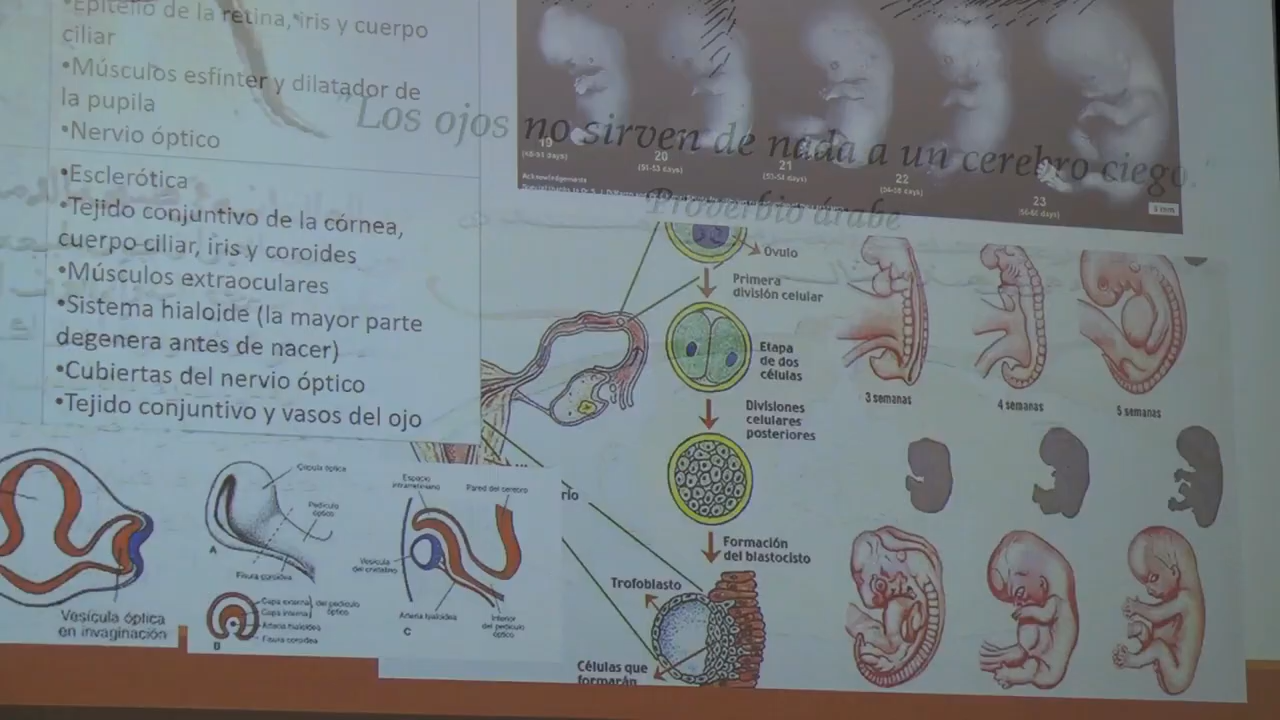 •Epitelio de la retina, iris y cuerpo
ciliar
•Músculos esfínter y dilatador de
la pupila
•Nervio óptico
•Esclerótica
•Tejido conjuntivo de la córnea,
cuerpo ciliar, iris y coroides
•Músculos extraoculares
•Sistema hialoide (la mayor parte
degenera antes de nacer)
•Cubiertas del nervio óptico
•Tejido conjuntivo y vasos del ojo
"Los ojos no sirven de nada a un cerebro ciego.
Proverbio árabe
19
20
21
22
23
Óvulo
Primera
división celular
Etapa
de dos
células
Divisiones
celulares
posteriores
Formación
del blastocisto
Trofoblasto
Células que
formarán
3 semanas
4 semanas
5 semanas
Vesícula óptica
en invaginación
Cúpula óptica
Pedículo
óptico
A
Fisura coroidea
Capa externa
Capa interna
del pedículo
óptico
Arteria hialoidea
Fisura coroidea
Espacio
Pared del cerebro
Vesícula
del cristalino
Arteria hialoidea
Interior
del pedículo
óptico
C